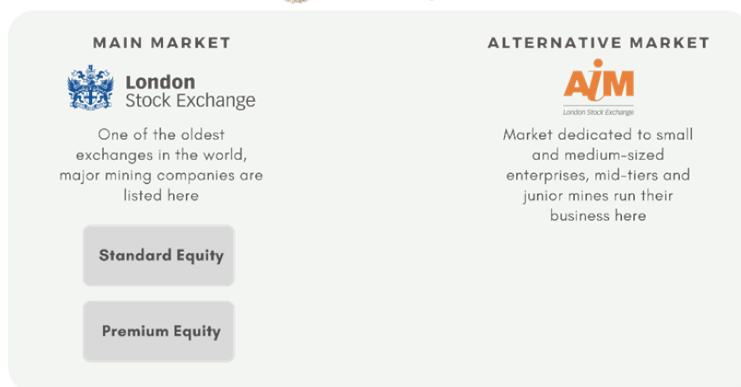 MAIN MARKET
London
Stock Exchange
One of the oldest
exchanges in the world,
major mining companies are
listed here
Standard Equity
Premium Equity
ALTERNATIVE MARKET
AiM
London Stock Exchange
Market dedicated to small
and medium-sized
enterprises, mid-tiers and
junior mines run their
business here